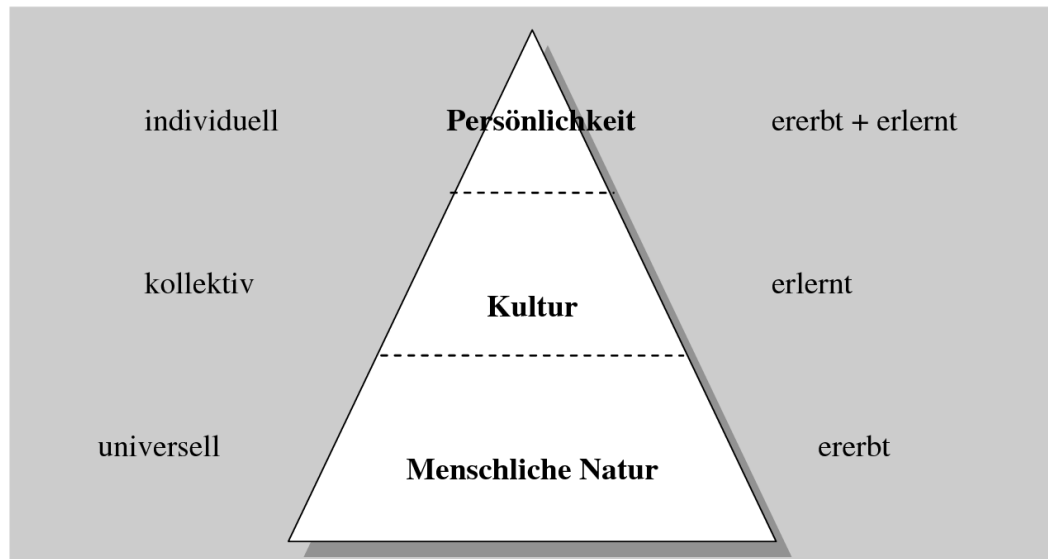 individuell Persönlichkeit ererbt + erlernt
kollektiv erlernt
Kultur
universell ererbt
Menschliche Natur